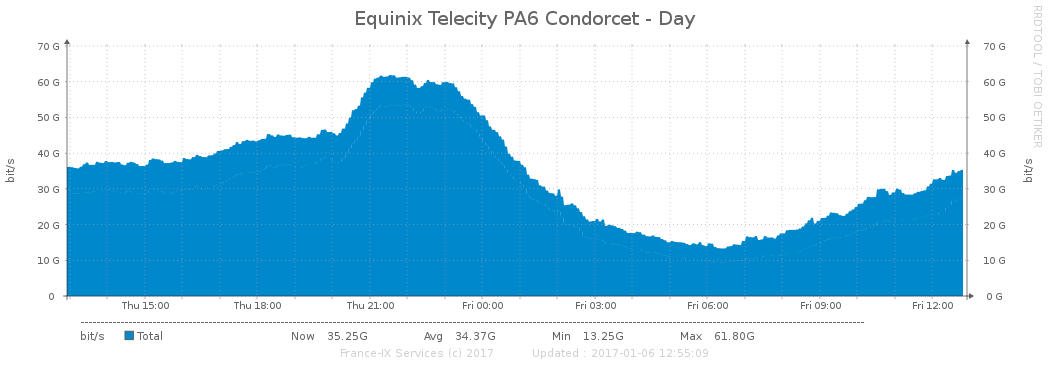 Equinix Telecity PA6 Condorcet - Day
RRDTOOL / TOBI OETIKER
bit/s
70 G
60 G
50 G
40 G
30 G
20 G
10 G
0
70 G
60 G
50 G
40 G
30 G
20 G
10 G
0 G
bit/s
Thu 15:00 Thu 18:00 Thu 21:00 Fri 00:00 Fri 03:00 Fri 06:00 Fri 09:00 Fri 12:00
bit/s Total Now 35.25G Avg 34.37G Min 13.25G Max 61.80G
France-IX Services (c) 2017 Updated : 2017-01-06 12:55:09